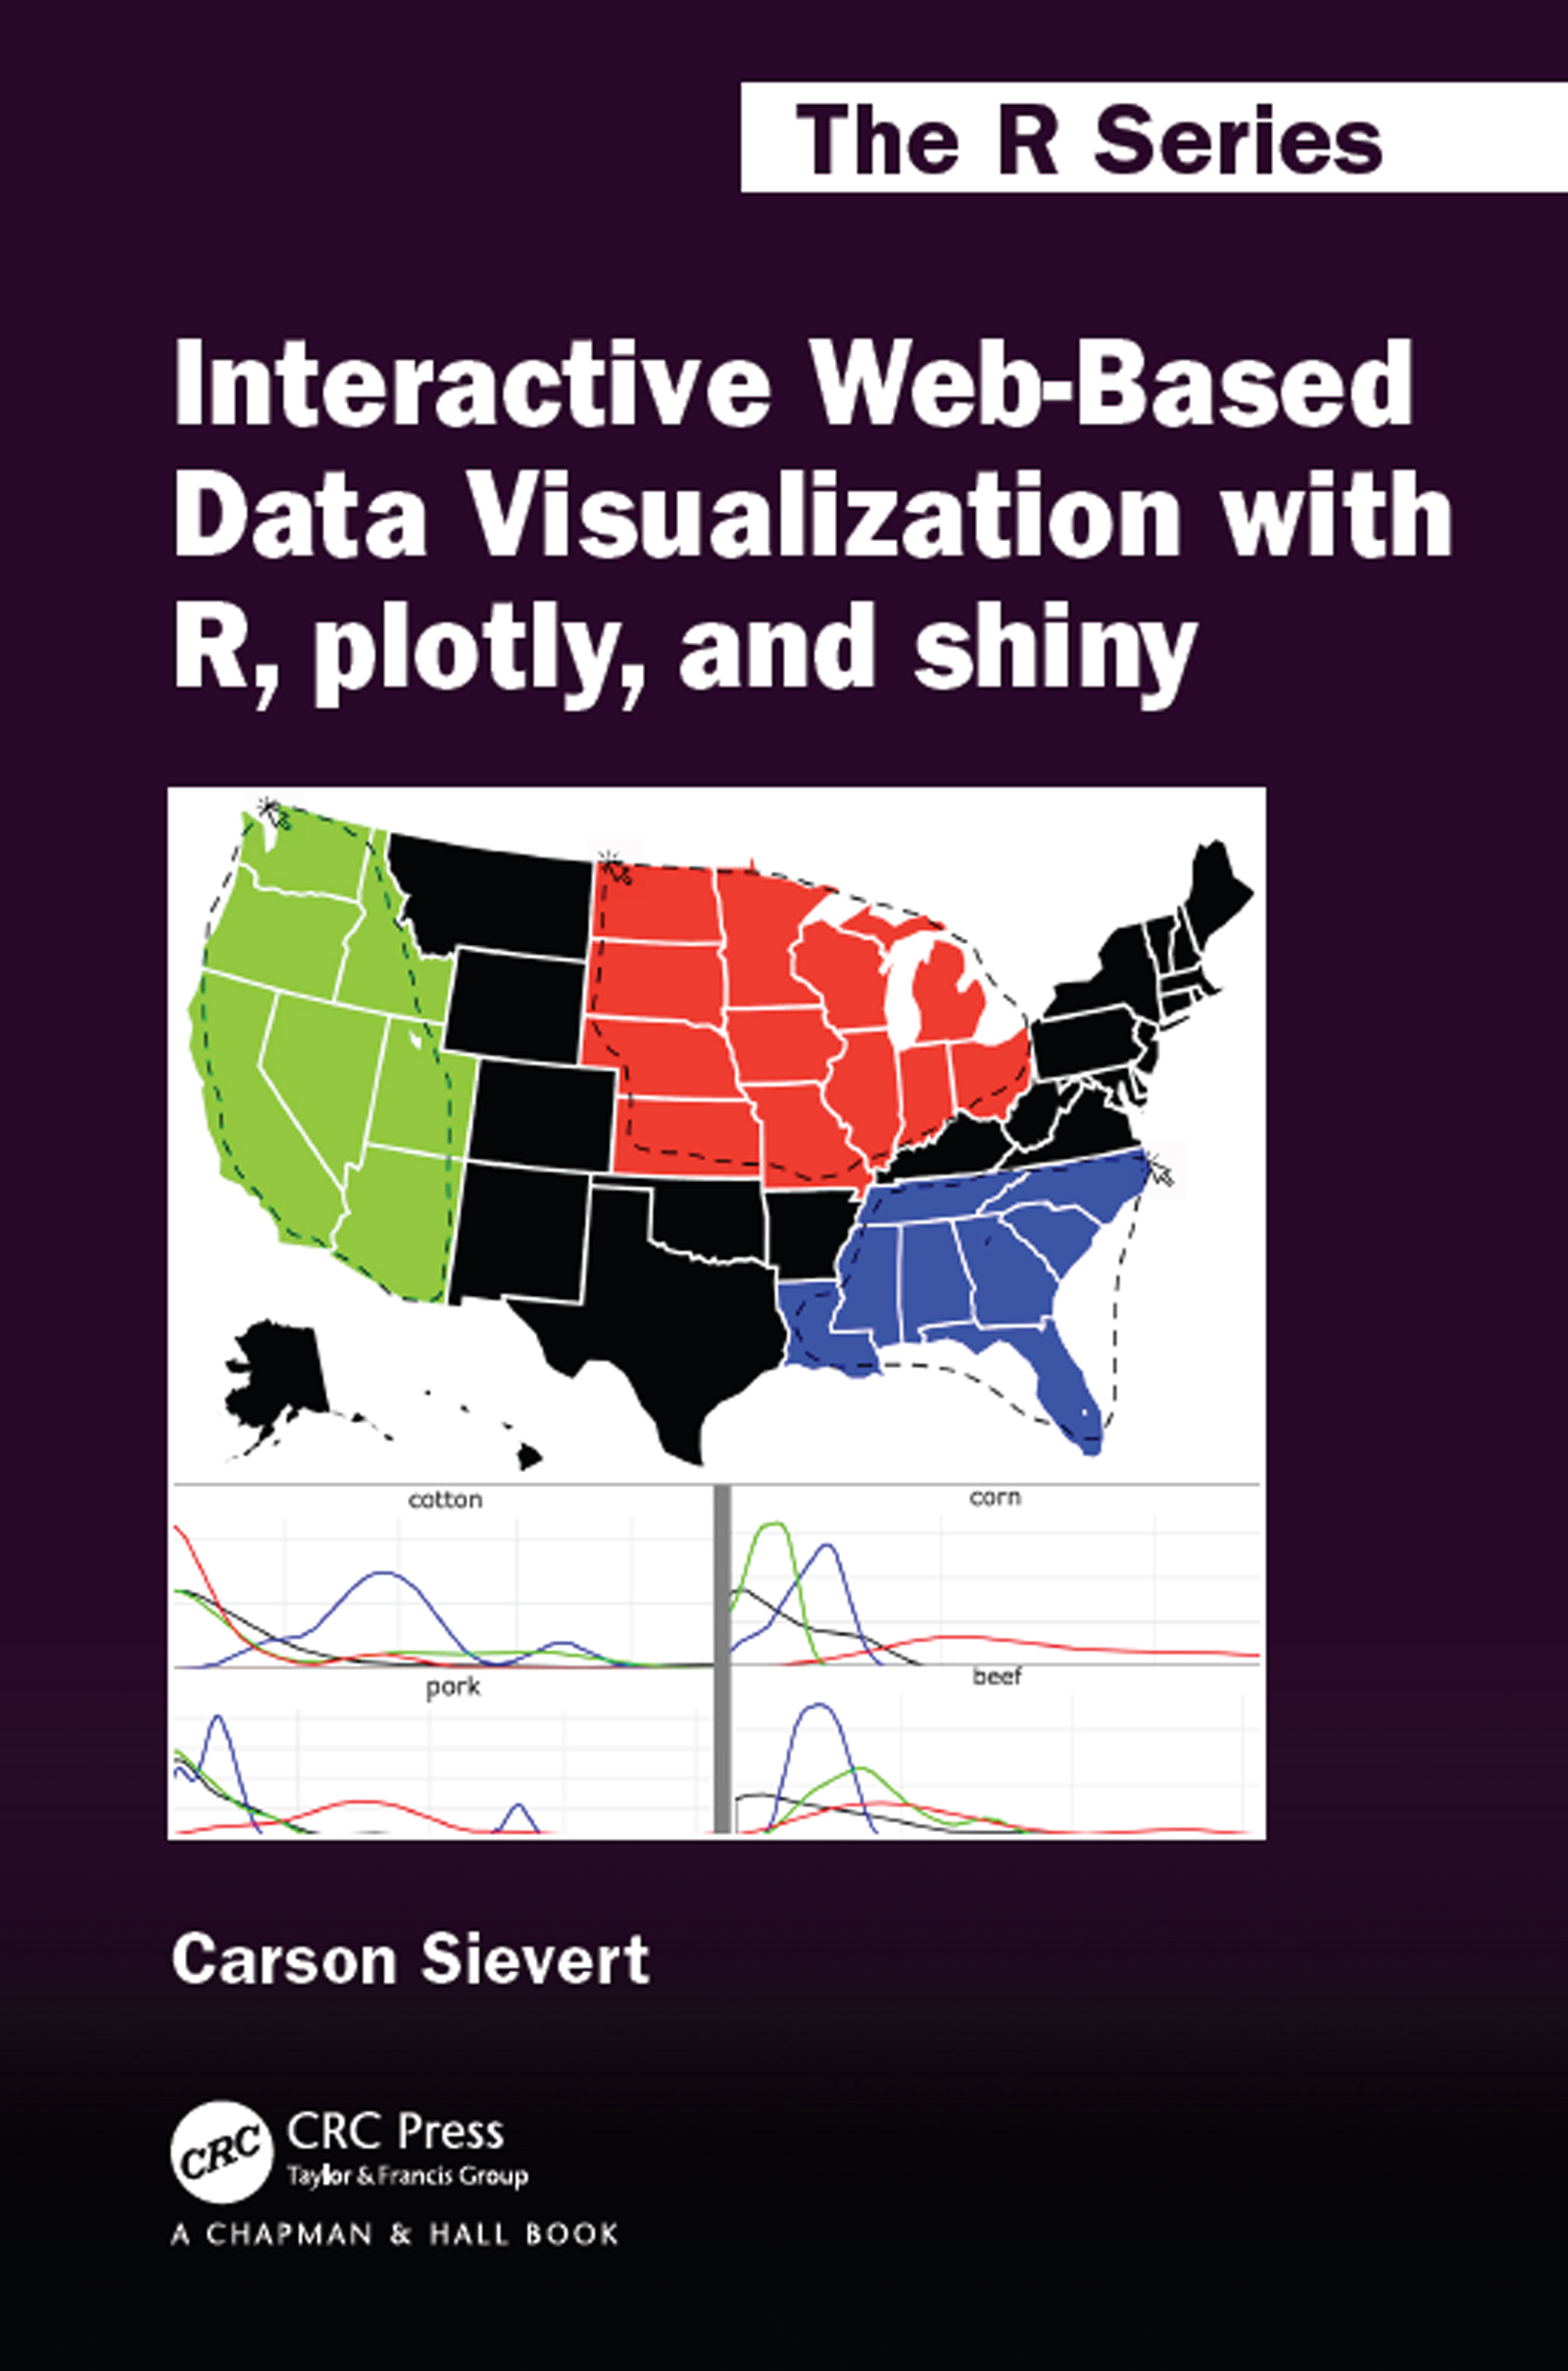 The R Series
Interactive Web-Based
Data Visualization with
R, plotly, and shiny
cotton
corn
pork
beef
Carson Sievert
CRC
CRC Press
Taylor & Francis Group
A CHAPMAN & HALL BOOK